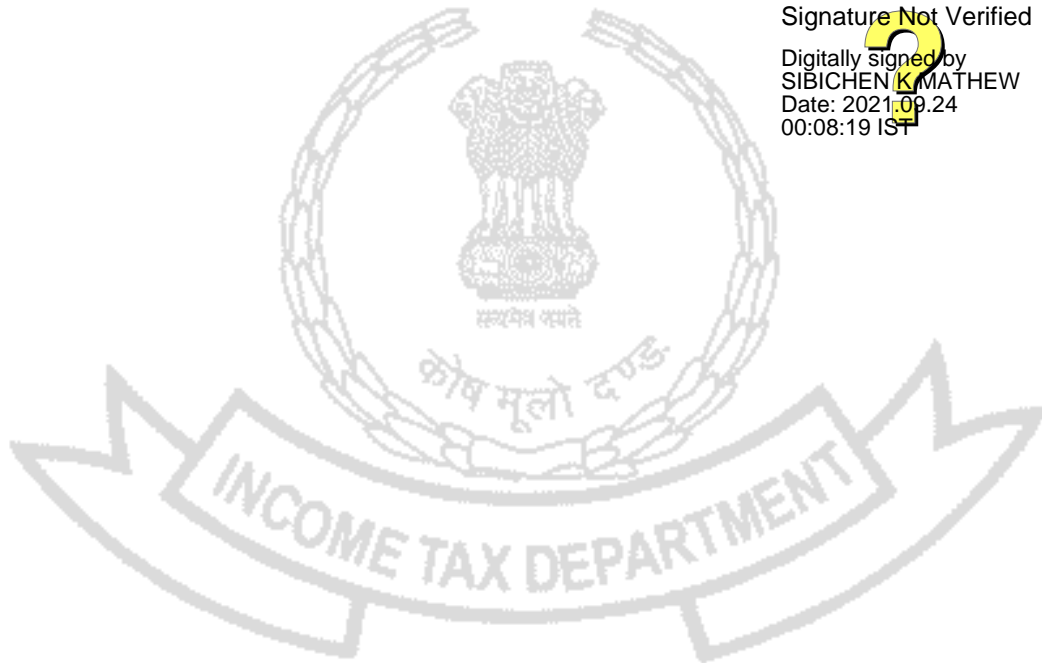 Signature Not Verified
Digitally signed by
SIBICHEN K MATHEW
Date: 2021.09.24
00:08:19 IST
सत्यमेव जयते
कोष मूलो दण्ड:
INCOME TAX DEPARTMENT